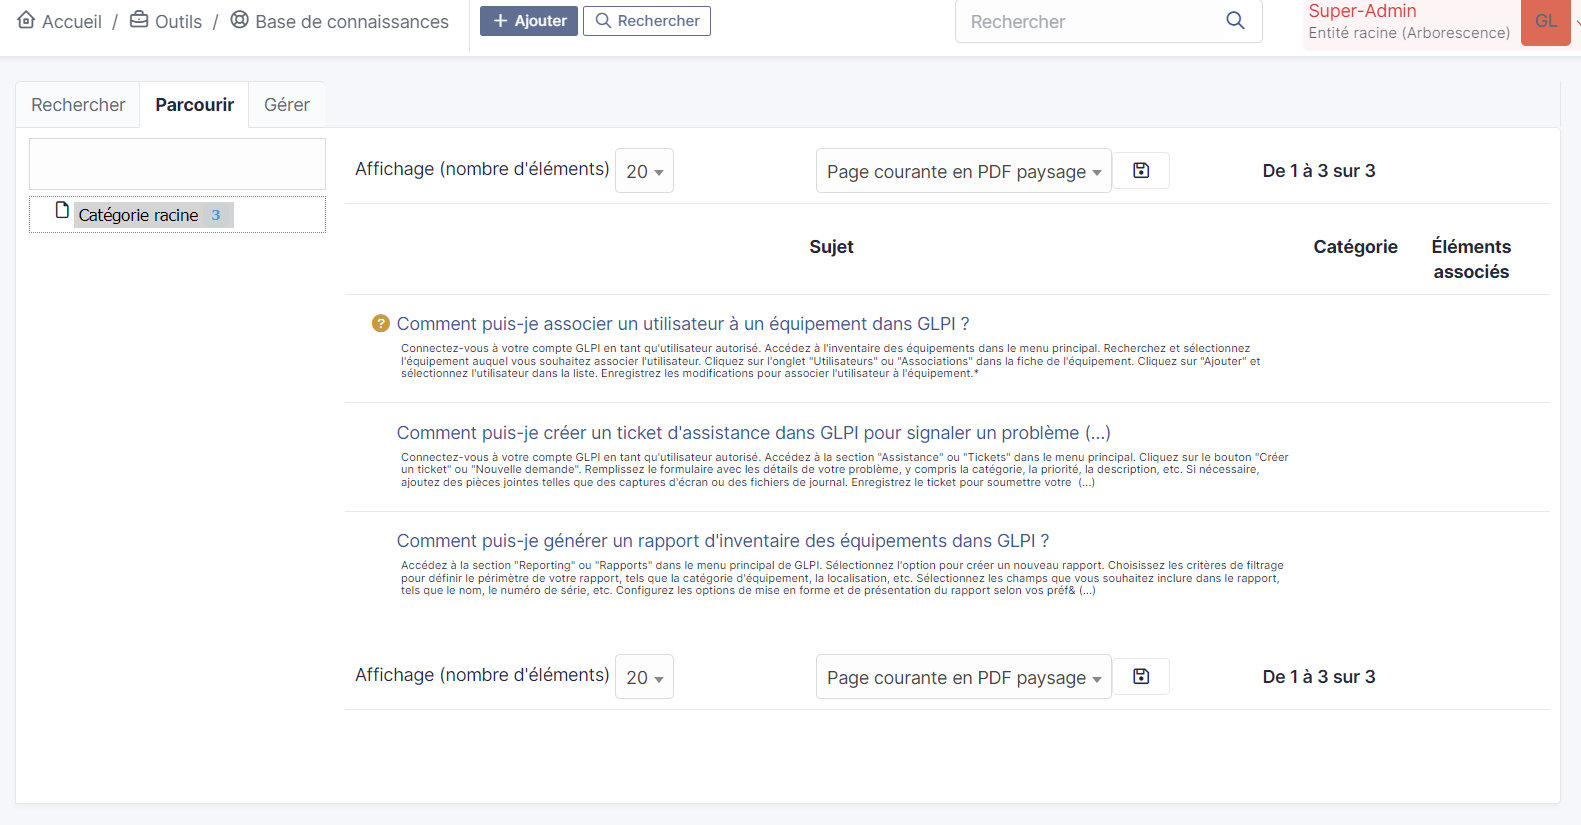 Accueil / Outils / Base de connaissances
+ Ajouter
Rechercher
Rechercher
Super-Admin
Entité racine (Arborescence)
GL
Rechercher
Parcourir
Gérer
Catégorie racine 3
Affichage (nombre d'éléments) 20
Page courante en PDF paysage
De 1 à 3 sur 3
Sujet
Catégorie
Éléments
associés
? Comment puis-je associer un utilisateur à un équipement dans GLPI ?
Connectez-vous à votre compte GLPI en tant qu'utilisateur autorisé. Accédez à l'inventaire des équipements dans le menu principal. Recherchez et sélectionnez
l'équipement auquel vous souhaitez associer l'utilisateur. Cliquez sur l'onglet "Utilisateurs" ou "Associations" dans la fiche de l'équipement. Cliquez sur "Ajouter" et
sélectionnez l'utilisateur dans la liste. Enregistrez les modifications pour associer l'utilisateur à l'équipement.*
Comment puis-je créer un ticket d'assistance dans GLPI pour signaler un problème (...)
Connectez-vous à votre compte GLPI en tant qu'utilisateur autorisé. Accédez à la section "Assistance" ou "Tickets" dans le menu principal. Cliquez sur le bouton "Créer
un ticket" ou "Nouvelle demande". Remplissez le formulaire avec les détails de votre problème, y compris la catégorie, la priorité, la description, etc. Si nécessaire,
ajoutez des pièces jointes telles que des captures d'écran ou des fichiers de journal. Enregistrez le ticket pour soumettre votre (...)
Comment puis-je générer un rapport d'inventaire des équipements dans GLPI ?
Accédez à la section "Reporting" ou "Rapports" dans le menu principal de GLPI. Sélectionnez l'option pour créer un nouveau rapport. Choisissez les critères de filtrage
pour définir le périmètre de votre rapport, tels que la catégorie d'équipement, la localisation, etc. Sélectionnez les champs que vous souhaitez inclure dans le rapport,
tels que le nom, le numéro de série, etc. Configurez les options de mise en forme et de présentation du rapport selon vos préf& (...)
Affichage (nombre d'éléments) 20
Page courante en PDF paysage
De 1 à 3 sur 3